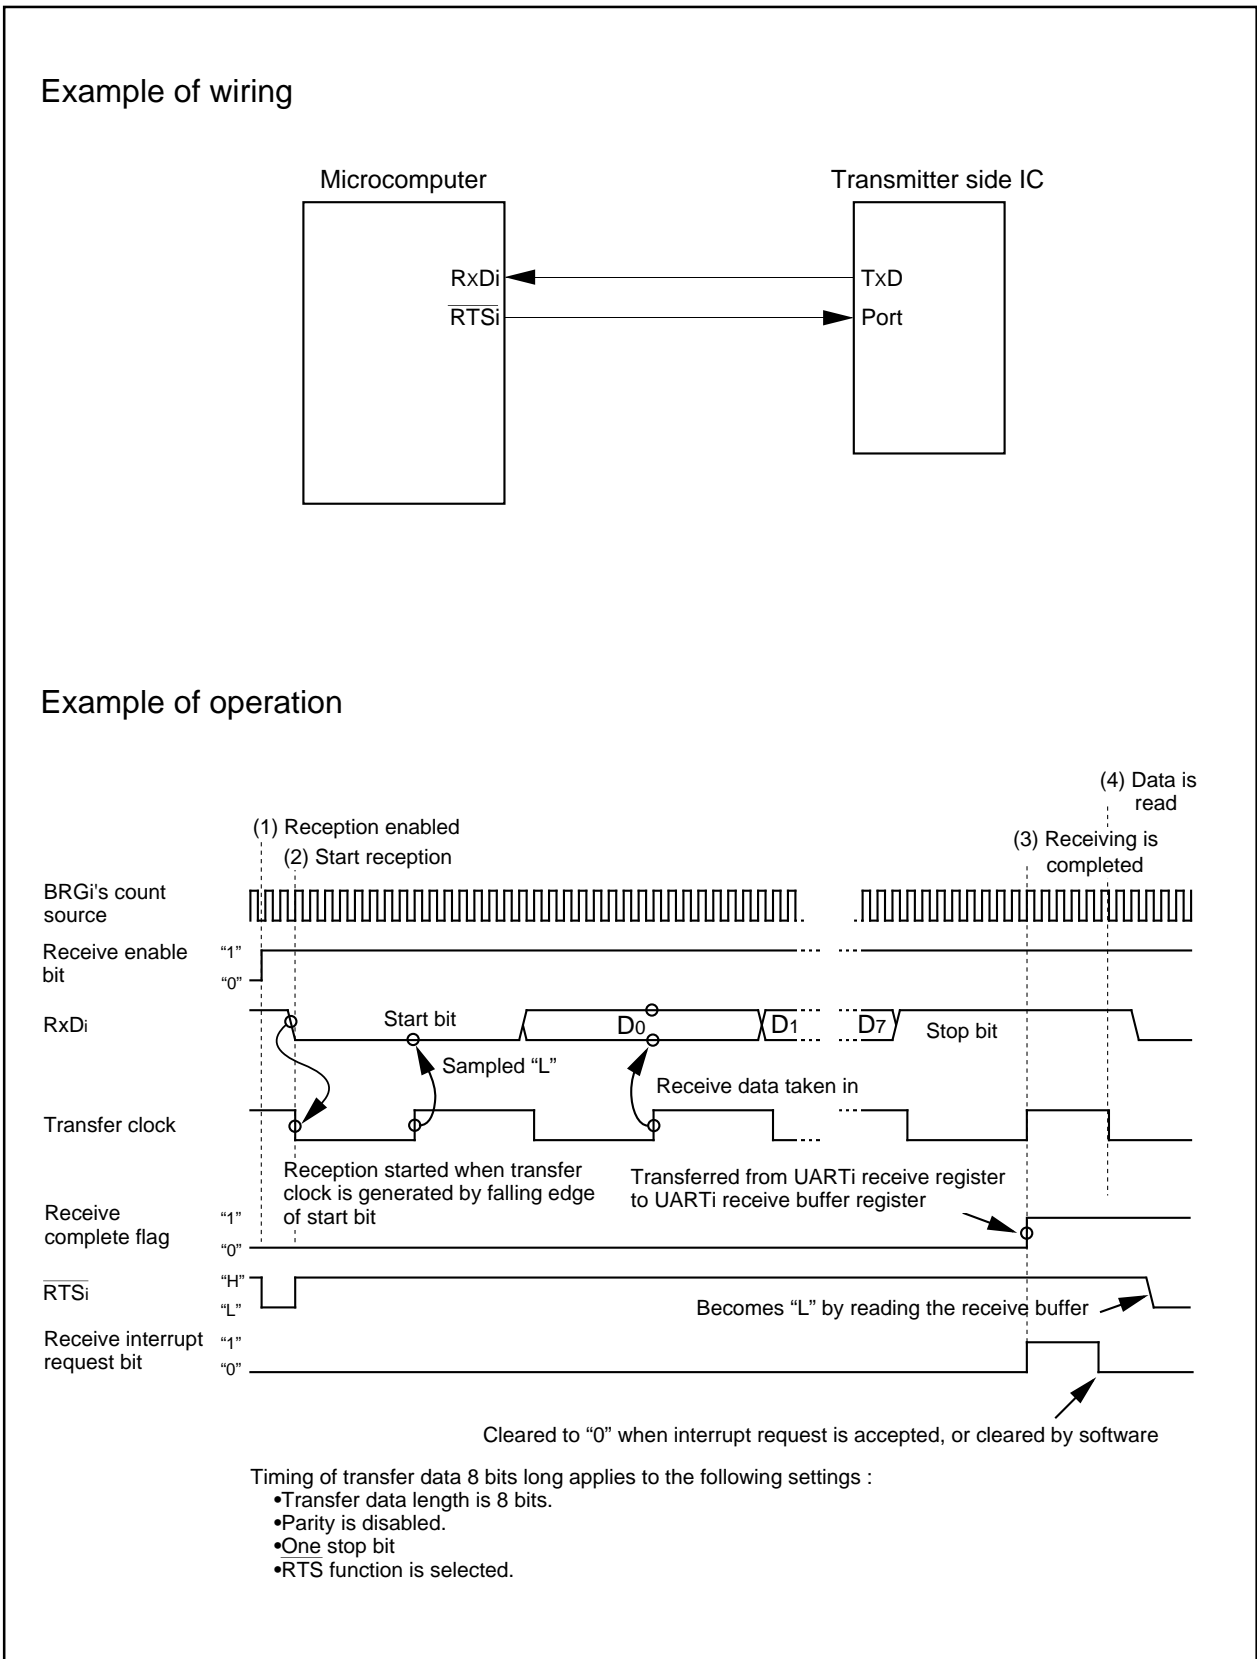 Example of wiring
Microcomputer
Transmitter side IC
RxDi
TxD
RTSi
Port
Example of operation
(4) Data is
read
(1) Reception enabled
(3) Receiving is
completed
(2) Start reception
BRGi's count
source
Receive enable
bit
“1”
“0”
RxDi
Start bit
D0
D1
D7
Stop bit
Sampled “L”
Receive data taken in
Transfer clock
Reception started when transfer
clock is generated by falling edge
of start bit
Transferred from UARTi receive register
to UARTi receive buffer register
Receive
complete flag
“1”
“0”
RTSi
“H”
“L”
Becomes “L” by reading the receive buffer
Receive interrupt
request bit
“1”
“0”
Cleared to “0” when interrupt request is accepted, or cleared by software
Timing of transfer data 8 bits long applies to the following settings :
•Transfer data length is 8 bits.
•Parity is disabled.
•One stop bit
•RTS function is selected.